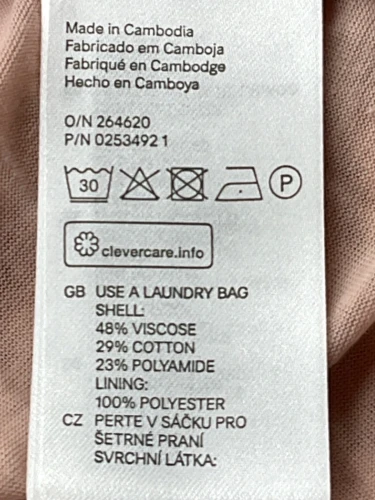 Made in Cambodia
Fabricado em Camboja
Fabriqué en Cambodge
Hecho en Camboya
O/N 264620
P/N 0253492 1
30 P
clevercare.info
GB USE A LAUNDRY BAG
SHELL:
48% VISCOSE
29% COTTON
23% POLYAMIDE
LINING:
100% POLYESTER
CZ PERTE V SÁČKU PRO
ŠETRNÉ PRANÍ
SVRCHNÍ LÁTKA: